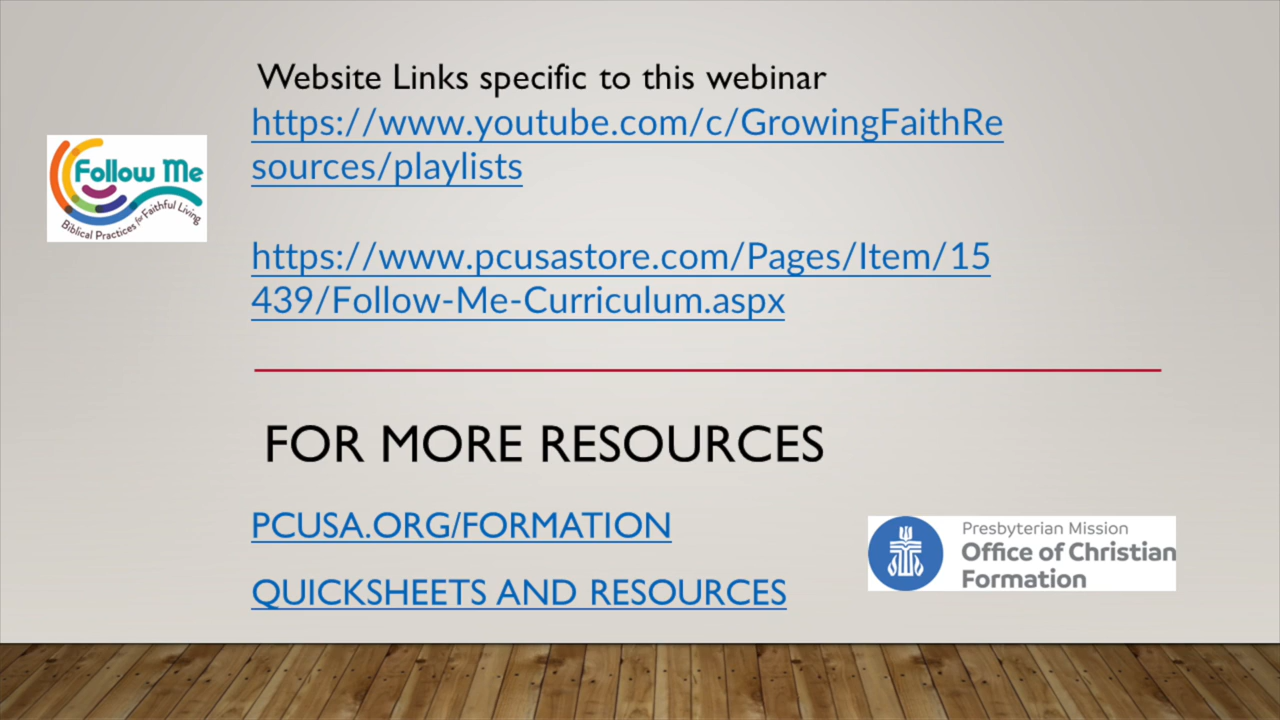 Website Links specific to this webinar
https://www.youtube.com/c/GrowingFaithRe
sources/playlists
Follow Me
Biblical Practices for Faithful Living
https://www.pcusastore.com/Pages/Item/15
439/Follow-Me-Curriculum.aspx
FOR MORE RESOURCES
PCUSA.ORG/FORMATION
QUICKSHEETS AND RESOURCES
Presbyterian Mission
Office of Christian
Formation